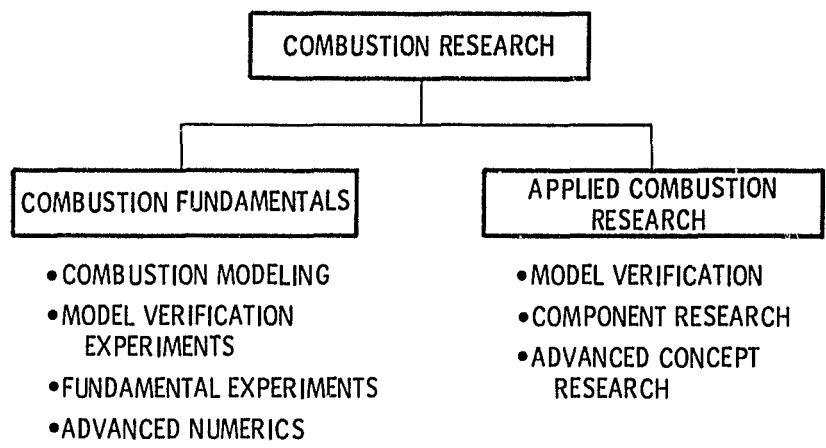 COMBUSTION RESEARCH
COMBUSTION FUNDAMENTALS
•COMBUSTION MODELING
•MODEL VERIFICATION
EXPERIMENTS
•FUNDAMENTAL EXPERIMENTS
•ADVANCED NUMERICS
APPLIED COMBUSTION
RESEARCH
•MODEL VERIFICATION
•COMPONENT RESEARCH
•ADVANCED CONCEPT
RESEARCH